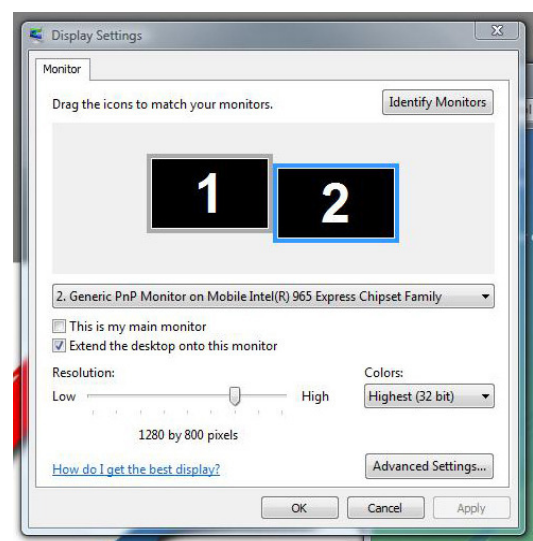 Display Settings
Monitor
Drag the icons to match your monitors.
Identify Monitors
1
2
2. Generic PnP Monitor on Mobile Intel(R) 965 Express Chipset Family
This is my main monitor
Extend the desktop onto this monitor
Resolution:
Colors:
Low
High
Highest (32 bit)
1280 by 800 pixels
How do I get the best display?
Advanced Settings...
OK
Cancel
Apply